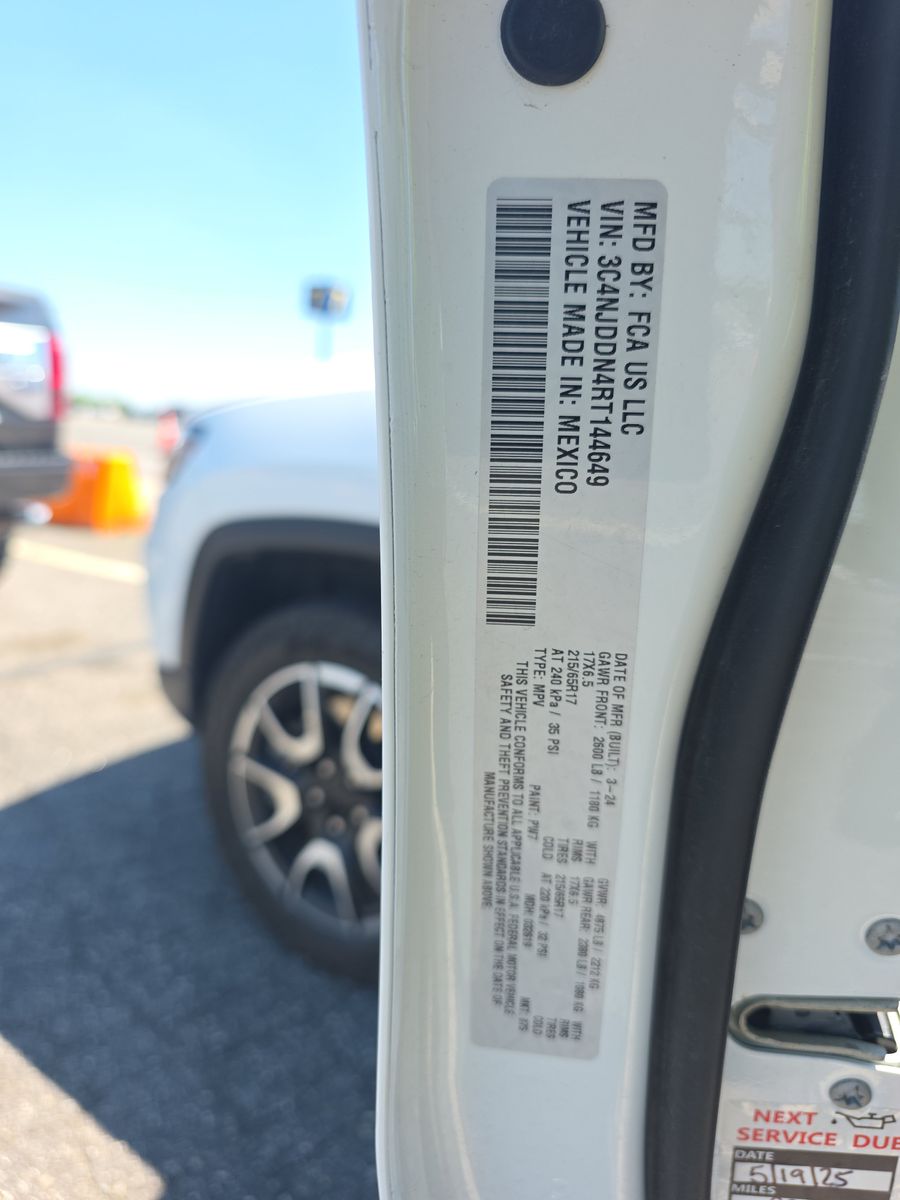 MFD BY: FCA US LLC
VIN: 3C4NJDDN4RT144649
VEHICLE MADE IN: MEXICO
DATE OF MFR (BUILT): 3-24 GVWR: 4875 LB / 2212 KG
GAWR FRONT: 2600 LB / 1180 KG WITH GAWR REAR: 2380 LB / 1080 KG WITH
17X6.5 RIMS 17X6.5 RIMS
215/65R17 TIRES 215/65R17 TIRES
AT 240 kPa / 35 PSI COLD AT 220 kPa / 32 PSI COLD
TYPE: MPV PAINT: PW7 MDH: MKT:
THIS VEHICLE CONFORMS TO ALL APPLICABLE U.S.A. FEDERAL MOTOR VEHICLE
SAFETY AND THEFT PREVENTION STANDARDS IN EFFECT ON THE DATE OF
MANUFACTURE SHOWN ABOVE.
NEXT
SERVICE DUE
DATE
5/19/25
MILES